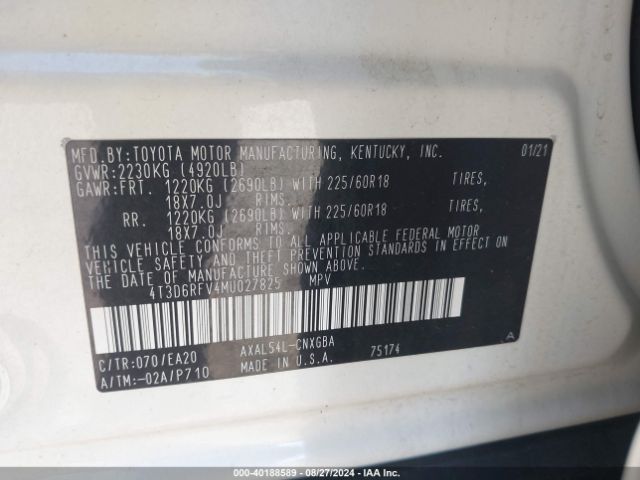 MFD.BY:TOYOTA MOTOR MANUFACTURING, KENTUCKY, INC. 01/21
GVWR:2230KG (4920LB)
GAWR:FRT. 1220KG (2690LB) WITH 225/60R18 TIRES,
18X7.0J RIMS.
RR. 1220KG (2690LB) WITH 225/60R18 TIRES,
18X7.0J RIMS.
THIS VEHICLE CONFORMS TO ALL APPLICABLE FEDERAL MOTOR
VEHICLE SAFETY AND THEFT PREVENTION STANDARDS IN EFFECT ON
THE DATE OF MANUFACTURE SHOWN ABOVE.
4T3D6RFV4MU027825 MPV
C/TR:070/EA20 AXAL54L-CNXGBA 75174 A
A/TM:-02A/P710 MADE IN U.S.A.
000-40188589 - 08/27/2024 - IAA Inc.